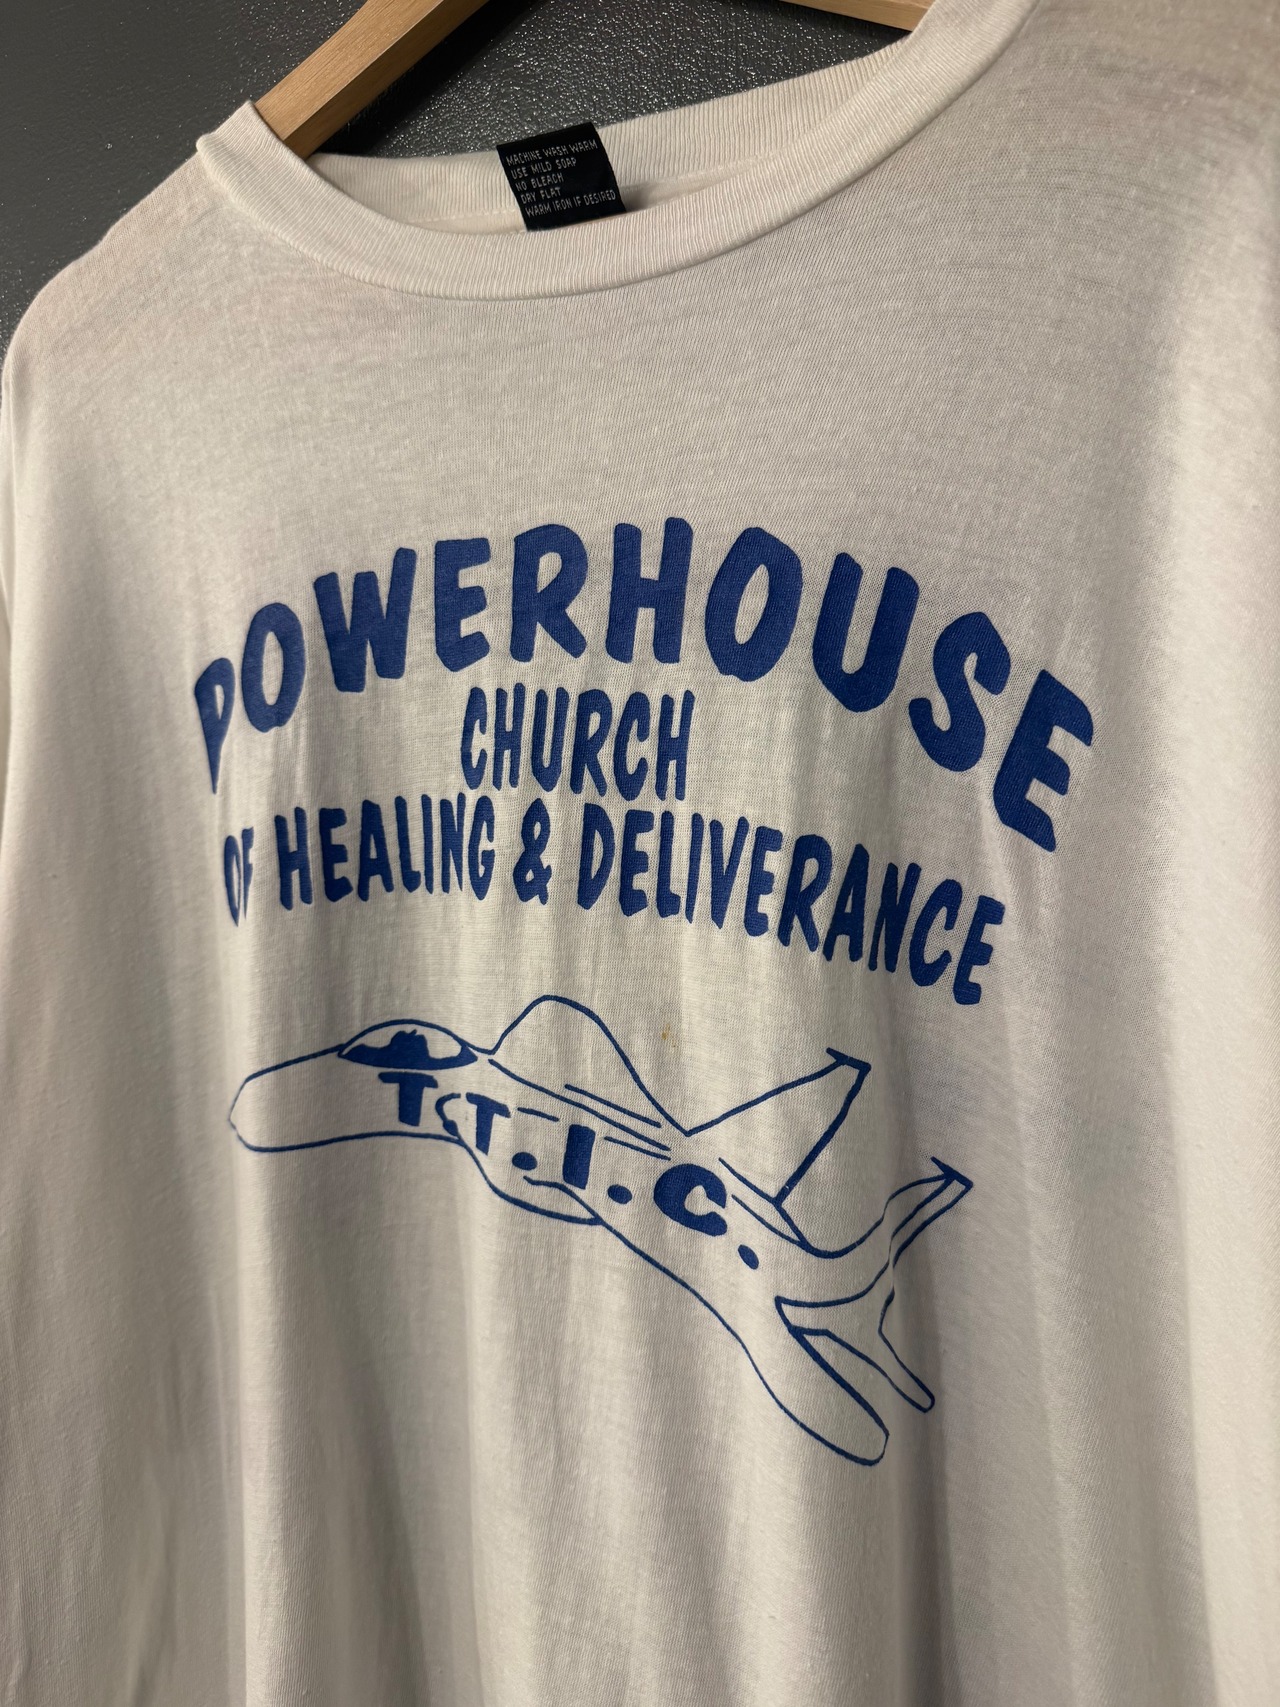 MACHINE WASH WARM
USE MILD SOAP
NO BLEACH
DRY FLAT
WARM IRON IF DESIRED
POWERHOUSE
CHURCH
OF HEALING & DELIVERANCE
T.T.I.C.